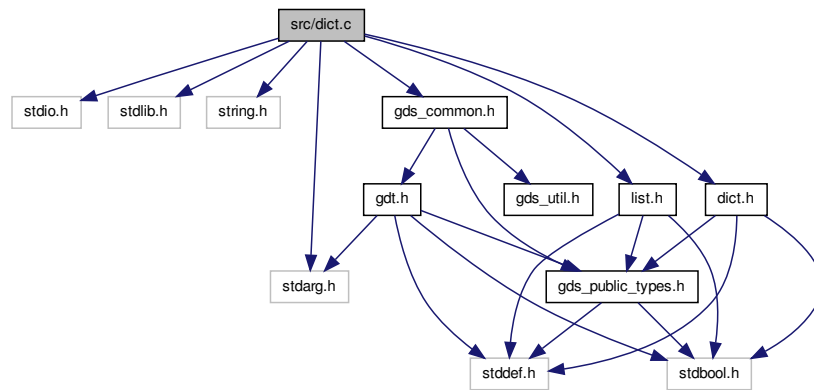 src/dict.c
stdio.h
stdlib.h
string.h
gds_common.h
gdt.h
gds_util.h
list.h
dict.h
stdarg.h
gds_public_types.h
stddef.h
stdbool.h